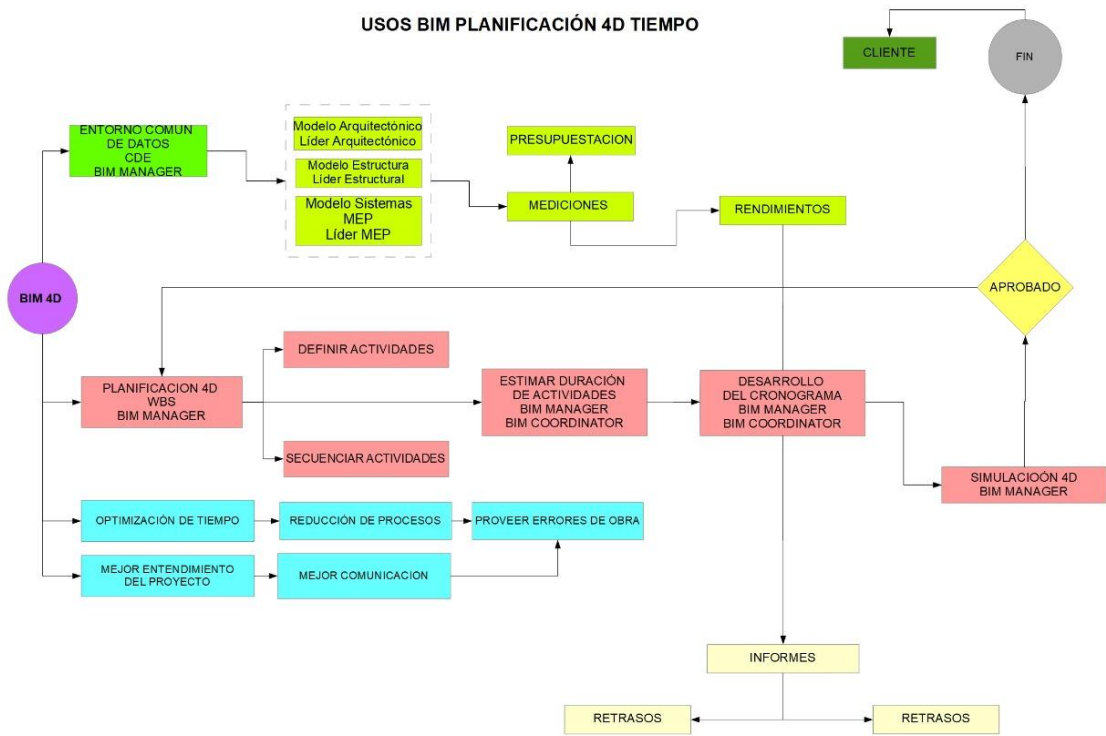 USOS BIM PLANIFICACIÓN 4D TIEMPO
CLIENTE
FIN
ENTORNO COMUN
DE DATOS
CDE
BIM MANAGER
Modelo Arquitectónico
Líder Arquitectónico
Modelo Estructura
Líder Estructural
Modelo Sistemas
MEP
Líder MEP
PRESUPUESTACION
MEDICIONES
RENDIMIENTOS
BIM 4D
APROBADO
DEFINIR ACTIVIDADES
PLANIFICACION 4D
WBS
BIM MANAGER
ESTIMAR DURACIÓN
DE ACTIVIDADES
BIM MANAGER
BIM COORDINATOR
DESARROLLO
DEL CRONOGRAMA
BIM MANAGER
BIM COORDINATOR
SECUENCIAR ACTIVIDADES
SIMULACIOÓN 4D
BIM MANAGER
OPTIMIZACIÓN DE TIEMPO
REDUCCIÓN DE PROCESOS
PROVEER ERRORES DE OBRA
MEJOR ENTENDIMIENTO
DEL PROYECTO
MEJOR COMUNICACION
INFORMES
RETRASOS
RETRASOS